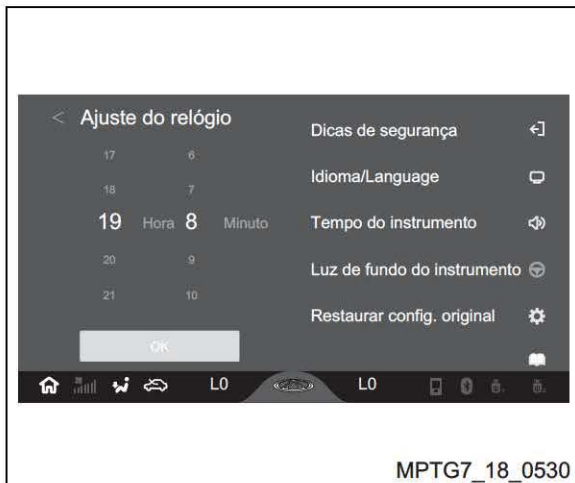 < Ajuste do relógio
17 6
18 7
19 Hora 8 Minuto
20 9
21 10
OK
Dicas de segurança
Idioma/Language
Tempo do instrumento
Luz de fundo do instrumento
Restaurar config. original
L0 L0
MPTG7_18_0530